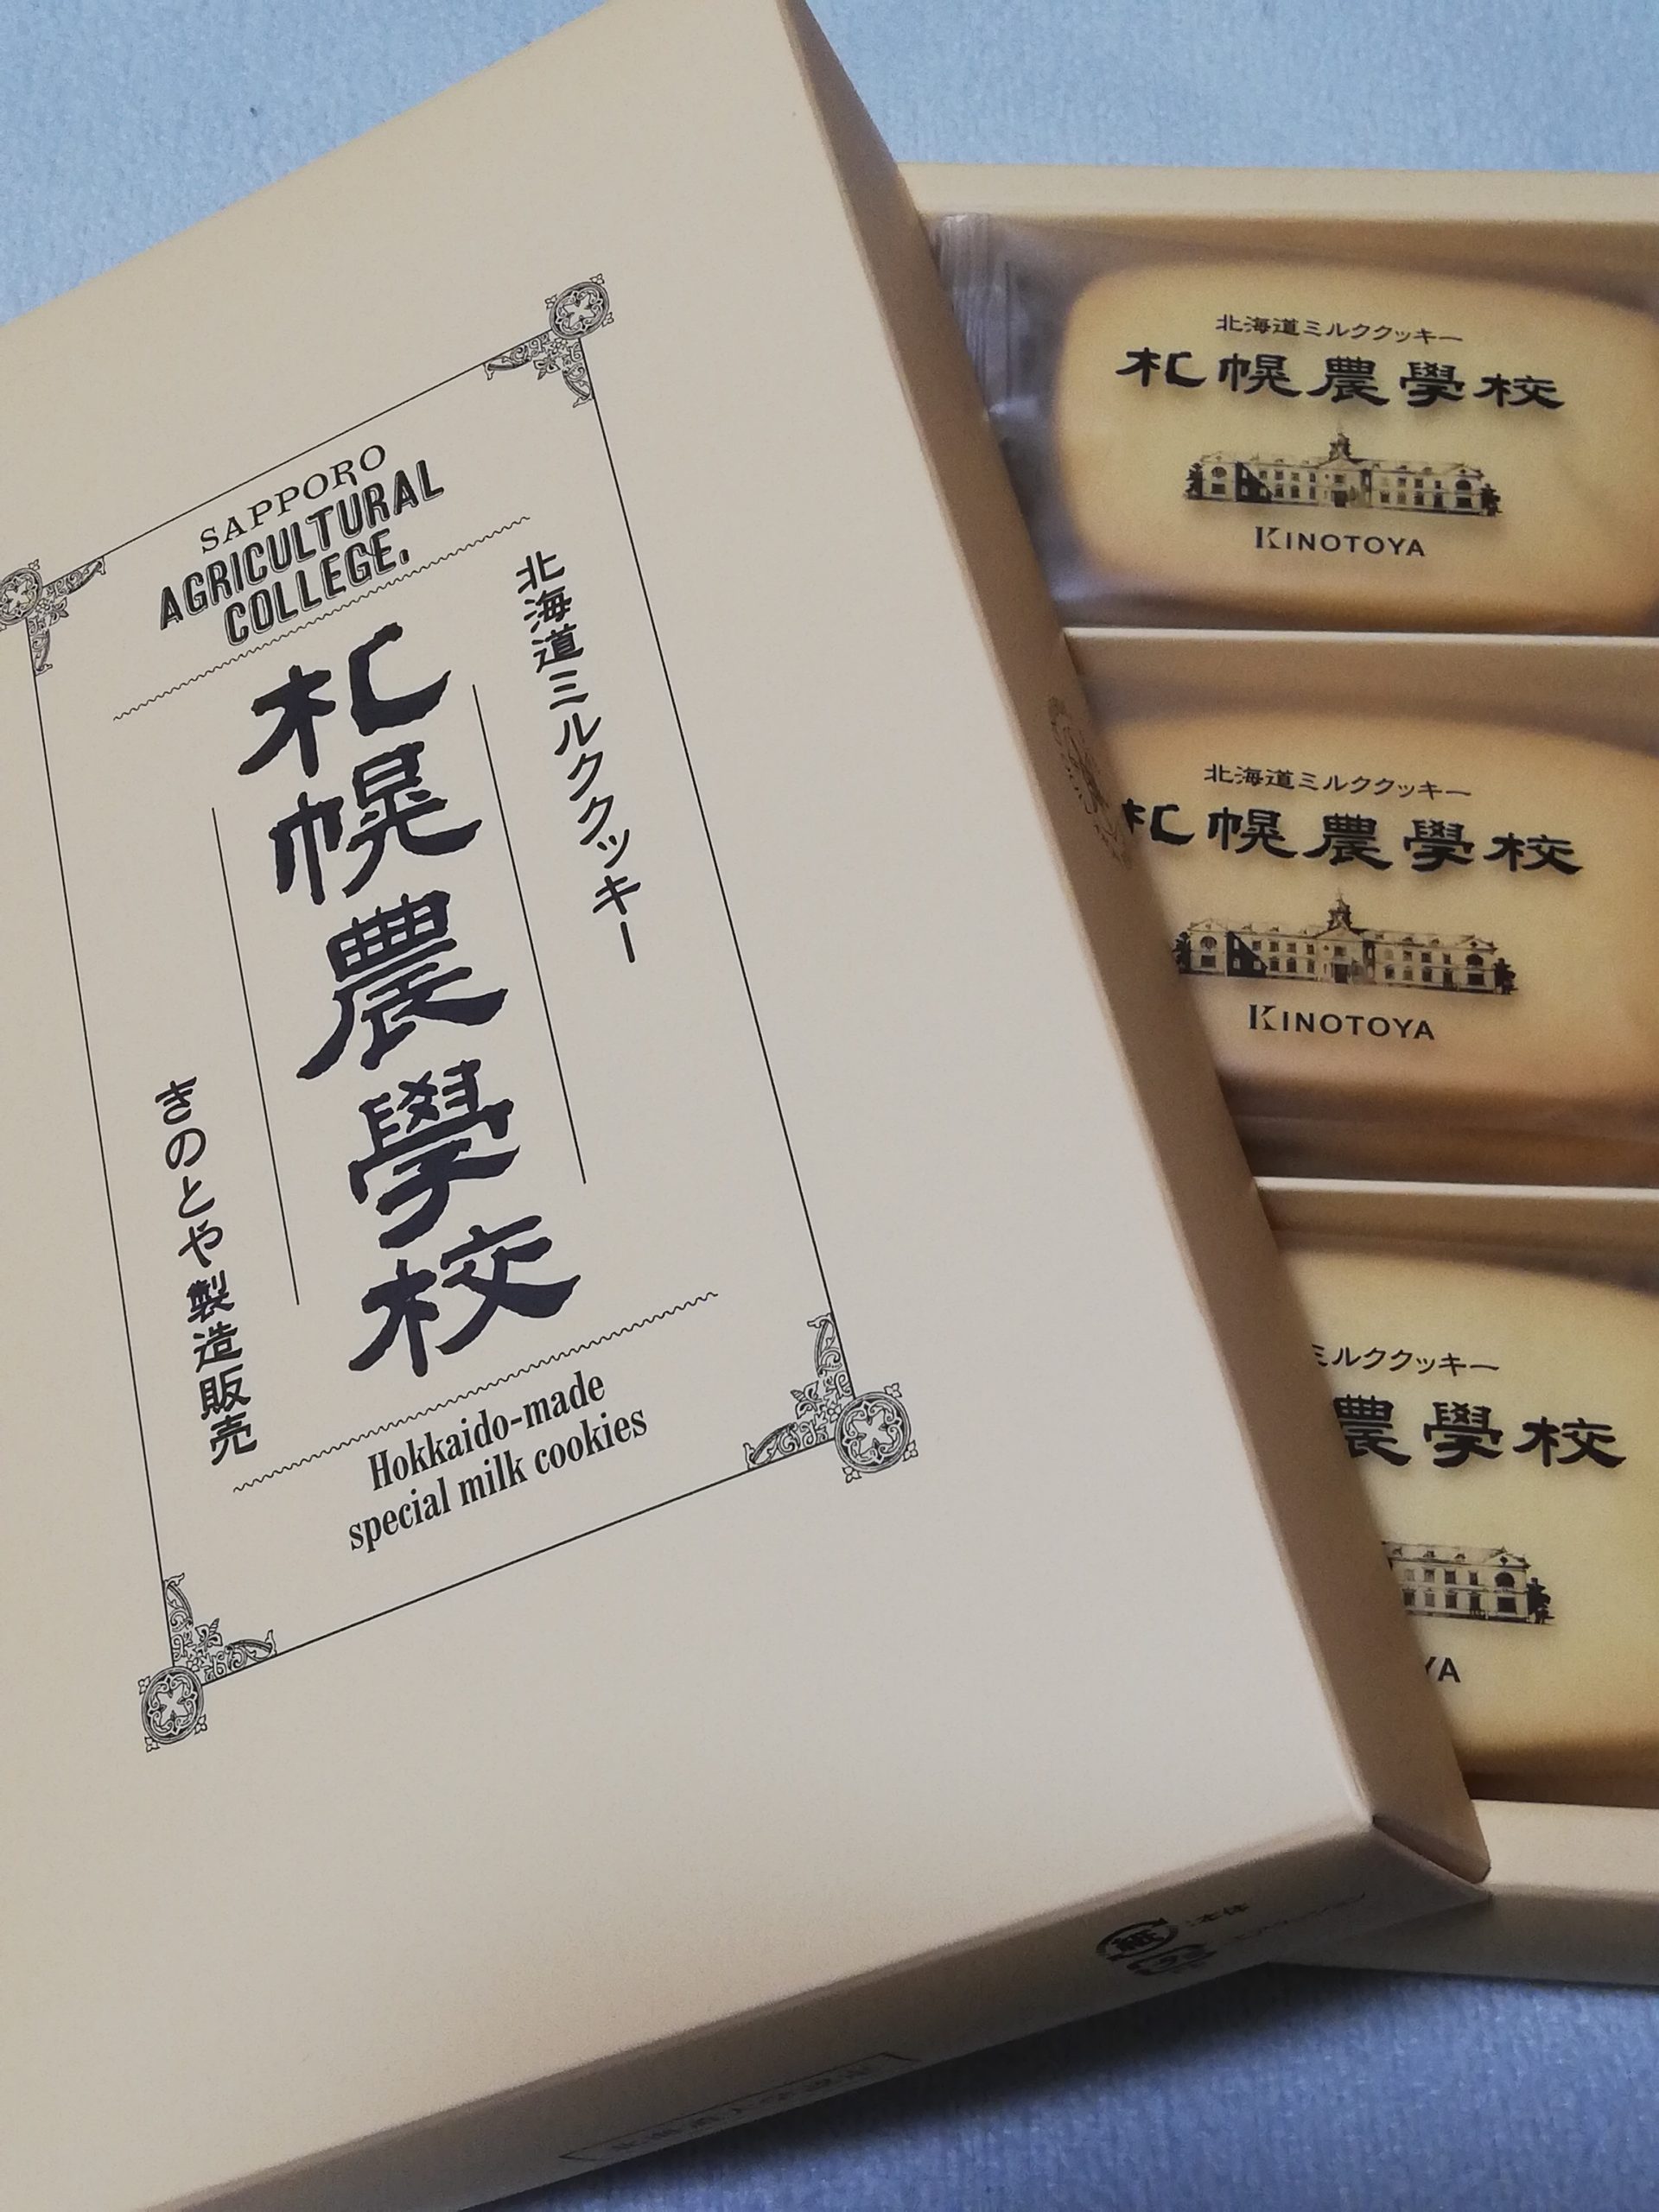 SAPPORO
AGRICULTURAL
COLLEGE.
北海道ミルククッキー
札幌農學校
きのとや製造販売
Hokkaido-made
special milk cookies
北海道ミルククッキー
札幌農學校
KINOTOYA
北海道ミルククッキー
札幌農學校
KINOTOYA
ミルククッキー
農學校
YA
紙